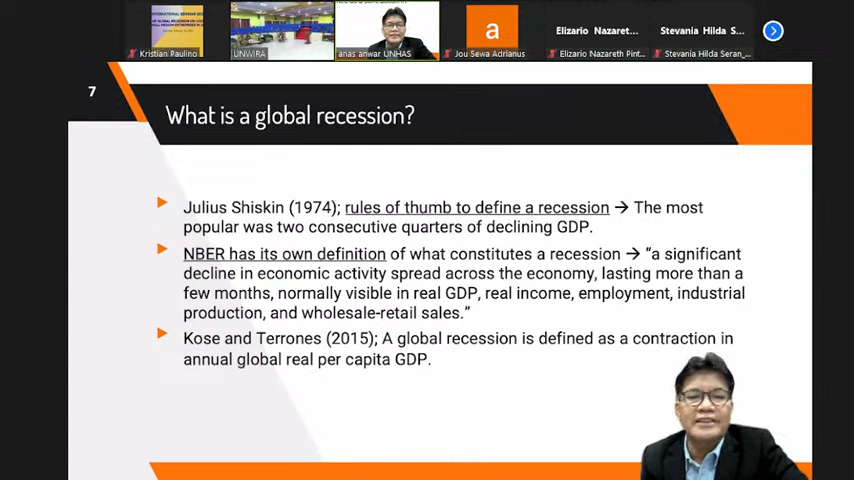 INTERNATIONAL SEMINAR
Kristian Paulino
UNWIRA
anas anwar UNHAS
a
Jou Sewa Adrianus
Elizario Nazaret...
Elizario Nazareth Pint...
Stevania Hilda S...
Stevania Hilda Seran_...
7
What is a global recession?
Julius Shiskin (1974); rules of thumb to define a recession → The most
popular was two consecutive quarters of declining GDP.
NBER has its own definition of what constitutes a recession → “a significant
decline in economic activity spread across the economy, lasting more than a
few months, normally visible in real GDP, real income, employment, industrial
production, and wholesale-retail sales.”
Kose and Terrones (2015); A global recession is defined as a contraction in
annual global real per capita GDP.